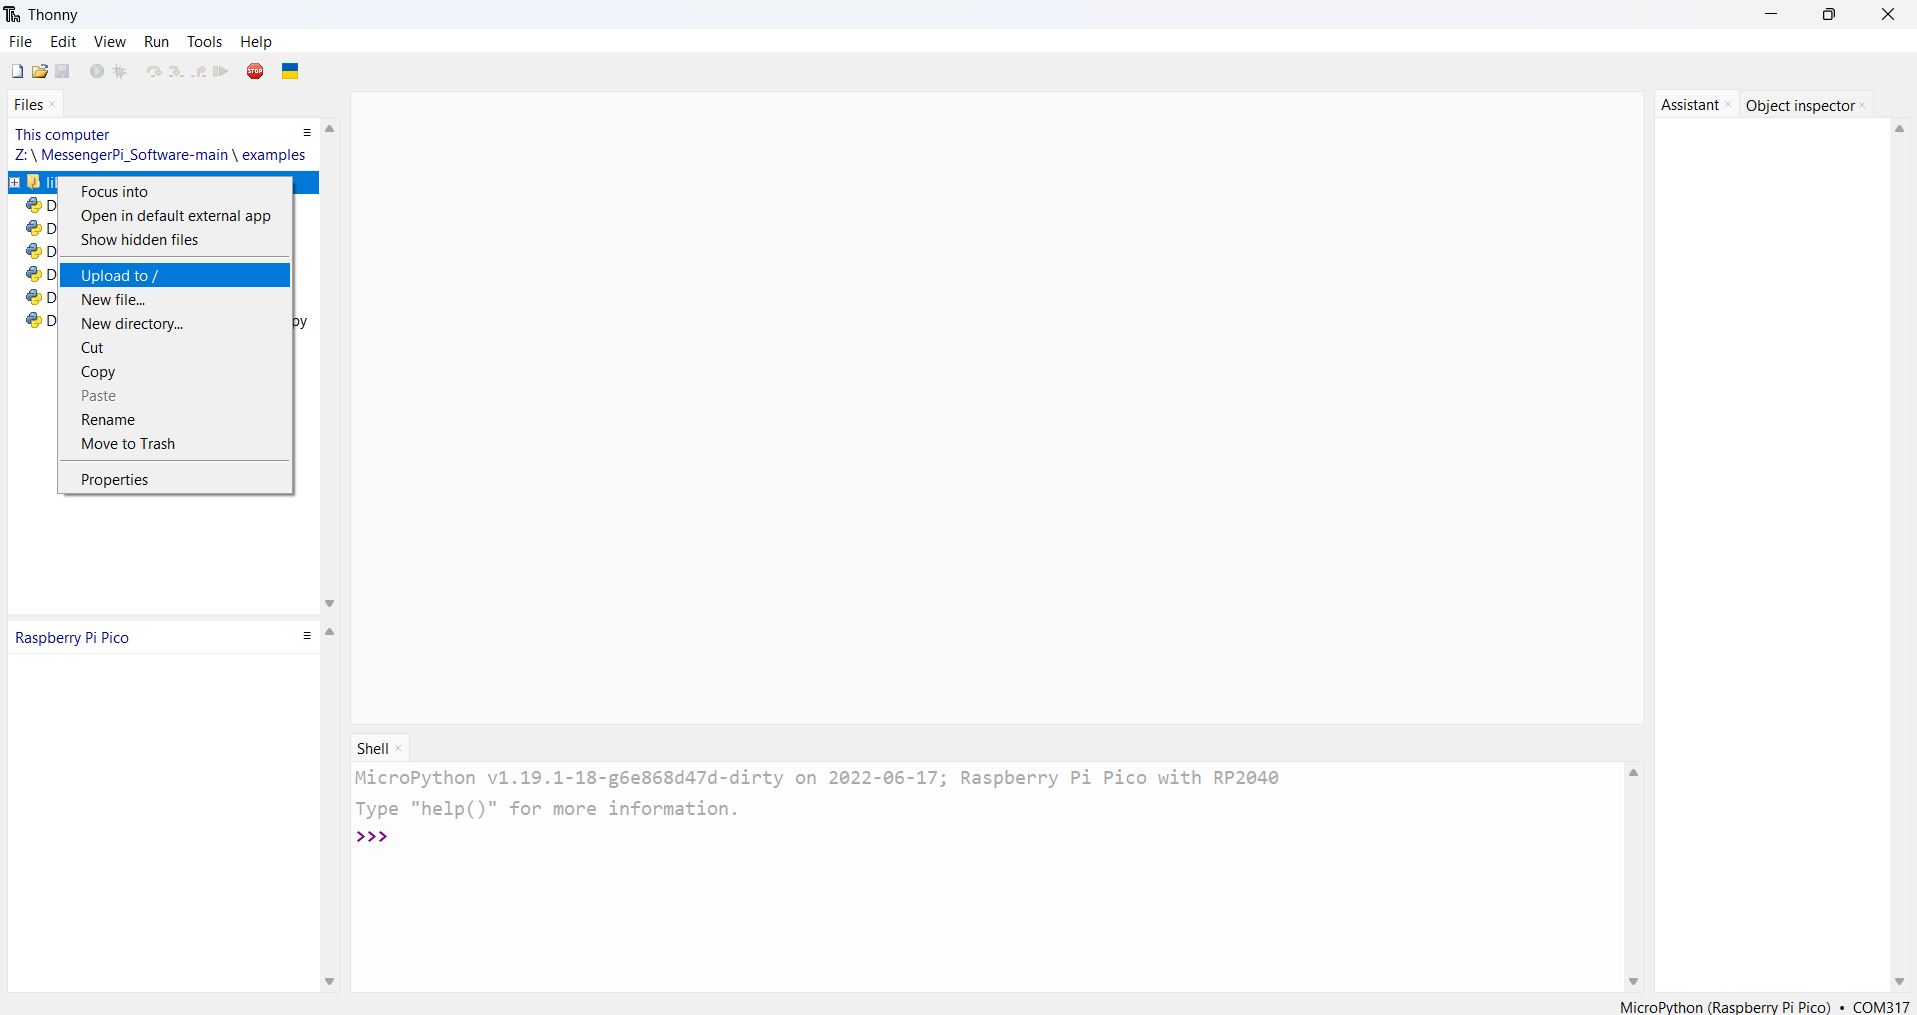 Thonny
File Edit View Run Tools Help
STOP
Files
This computer
Z: \ MessengerPi_Software-main \ examples
D
D
D
D
D
D py
Focus into
Open in default external app
Show hidden files
Upload to /
New file...
New directory...
Cut
Copy
Paste
Rename
Move to Trash
Properties
Raspberry Pi Pico
Shell
MicroPython v1.19.1-18-g6e868d47d-dirty on 2022-06-17; Raspberry Pi Pico with RP2040
Type "help()" for more information.
>>>
Assistant Object inspector
MicroPython (Raspberry Pi Pico) • COM317